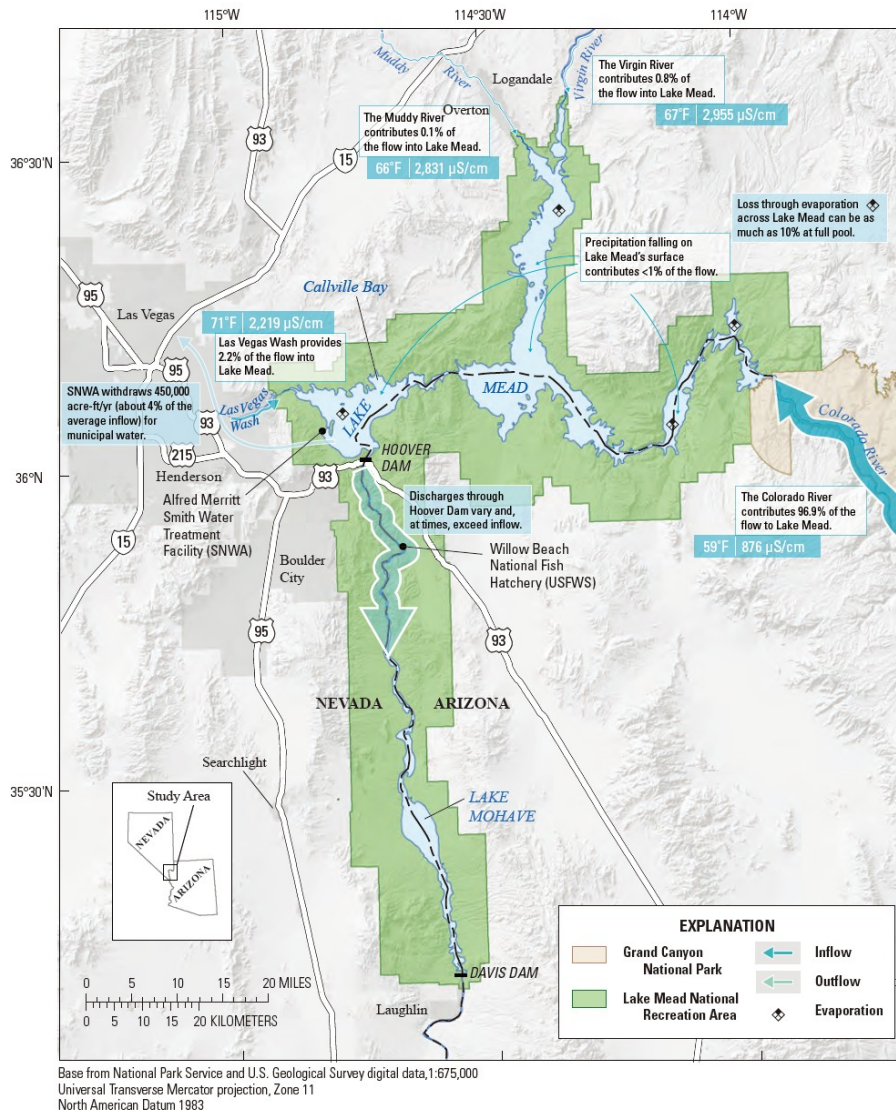 115°W
114°5'W
114°W
Muddy
River
Logandale
Virgin River
The Virgin River
contributes 0.8% of
the flow into Lake Mead.
67°F | 2,955 µS/cm
Overton
The Muddy River
contributes 0.1% of
the flow into Lake Mead.
66°F | 2,831 µS/cm
93
15
36°5'N
Loss through evaporation
across Lake Mead can be as
much as 10% at full pool.
Precipitation falling on
Lake Mead's surface
contributes <1% of the flow.
Callville Bay
95
Las Vegas
71°F | 2,219 µS/cm
Las Vegas Wash provides
2.2% of the flow into
Lake Mead.
95
SNWA withdraws 450,000
acre-ft/yr (about 4% of the
average inflow) for
municipal water.
Las Vegas
Wash
LAKE
MEAD
93
215
Henderson
HOOVER
DAM
93
36°N
Colorado River
The Colorado River
contributes 96.9% of the
flow to Lake Mead.
59°F | 876 µS/cm
Discharges through
Hoover Dam vary and,
at times, exceed inflow.
Alfred Merritt
Smith Water
Treatment
Facility (SNWA)
15
Boulder
City
Willow Beach
National Fish
Hatchery (USFWS)
95
93
NEVADA
ARIZONA
Searchlight
35°5'N
LAKE
MOHAVE
Study Area
NEVADA
ARIZONA
DAVIS DAM
Laughlin
0 10 20 MILES
0 5 10 20 KILOMETERS
EXPLANATION
Grand Canyon
National Park
Lake Mead National
Recreation Area
Inflow
Outflow
Evaporation
Base from National Park Service and U.S. Geological Survey digital data,1:675,000
Universal Transverse Mercator projection, Zone 11
North American Datum 1983